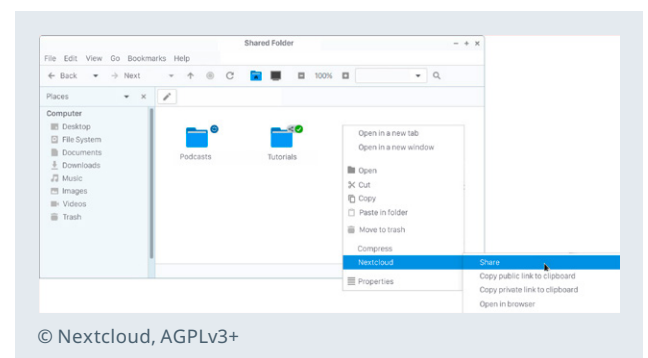 Shared Folder
File Edit View Go Bookmarks Help
Back Next 100%
Places
Computer
Desktop
File System
Documents
Downloads
Music
Images
Videos
Trash
Podcasts
Tutorials
Open in a new tab
Open in a new window
Open
Cut
Copy
Paste in folder
Move to trash
Compress
Nextcloud
Properties
Share
Copy public link to clipboard
Copy private link to clipboard
Open in browser
© Nextcloud, AGPLv3+